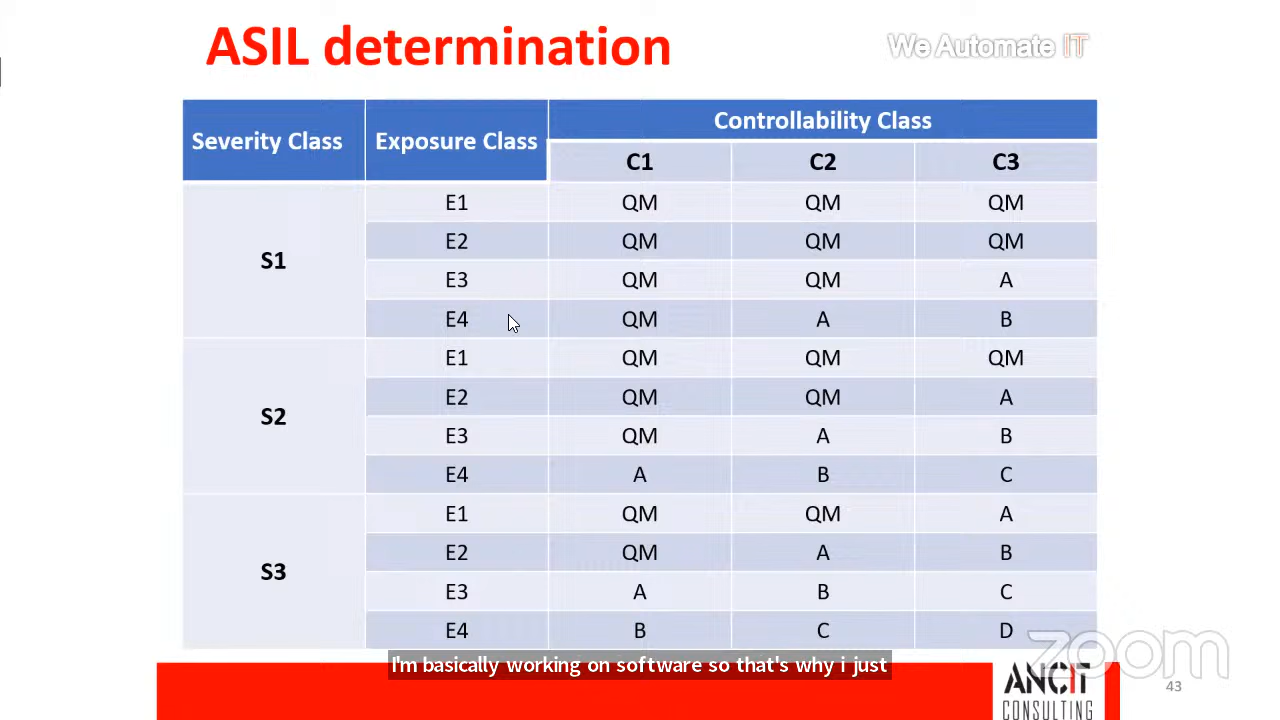 ASIL determination
We Automate IT
Severity Class Exposure Class Controllability Class
C1 C2 C3
S1
E1 QM QM QM
E2 QM QM QM
E3 QM QM A
E4 QM A B
S2
E1 QM QM QM
E2 QM QM A
E3 QM A B
E4 A B C
S3
E1 QM QM A
E2 QM A B
E3 A B C
E4 B C D
zoom
I'm basically working on software so that's why i just
ANCIT
CONSULTING
43